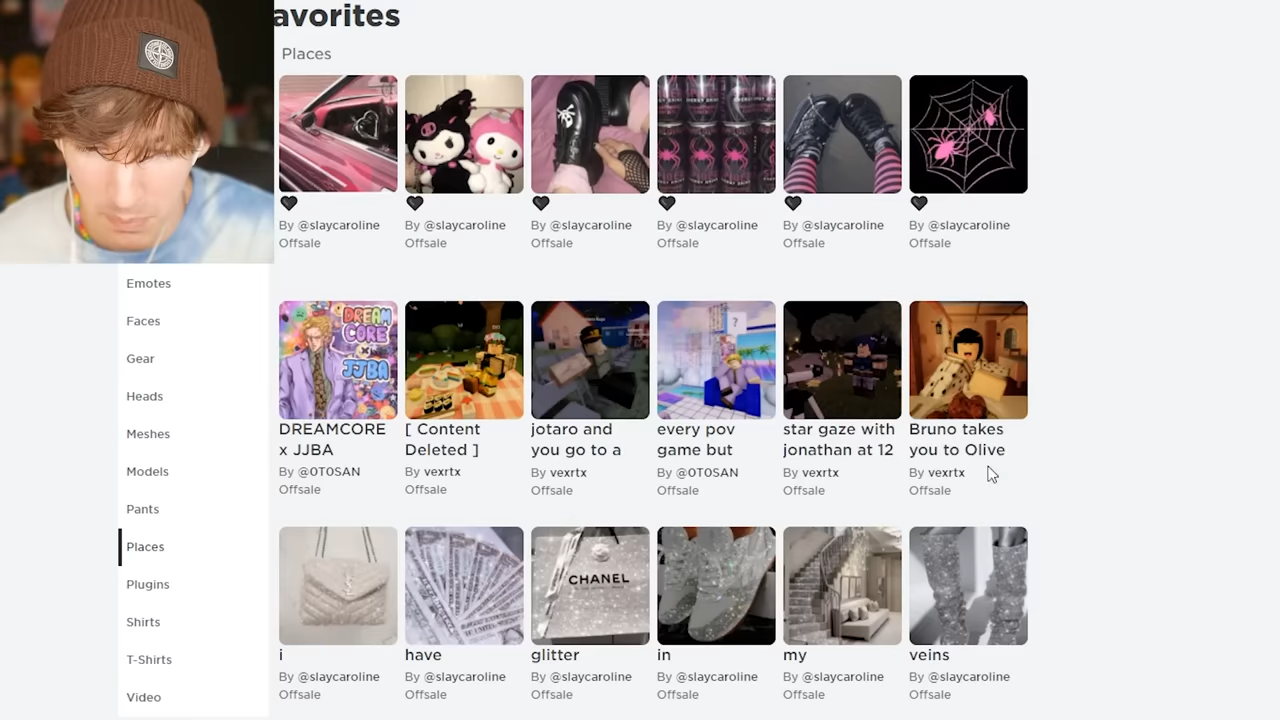 avorites
Places
By @slaycaroline
Offsale
By @slaycaroline
Offsale
By @slaycaroline
Offsale
By @slaycaroline
Offsale
By @slaycaroline
Offsale
By @slaycaroline
Offsale
Emotes
Faces
Gear
Heads
Meshes
Models
Pants
Places
Plugins
Shirts
T-Shirts
Video
DREAM
CORE
X
JJBA
DREAMCORE
x JJBA
By @OTOSAN
Offsale
[ Content
Deleted ]
By vexrtx
Offsale
jotaro and
you go to a
By vexrtx
Offsale
?
every pov
game but
By @OTOSAN
Offsale
star gaze with
jonathan at 12
By vexrtx
Offsale
Bruno takes
you to Olive
By vexrtx
Offsale
i
By @slaycaroline
Offsale
have
By @slaycaroline
Offsale
CHANEL
glitter
By @slaycaroline
Offsale
in
By @slaycaroline
Offsale
my
By @slaycaroline
Offsale
veins
By @slaycaroline
Offsale